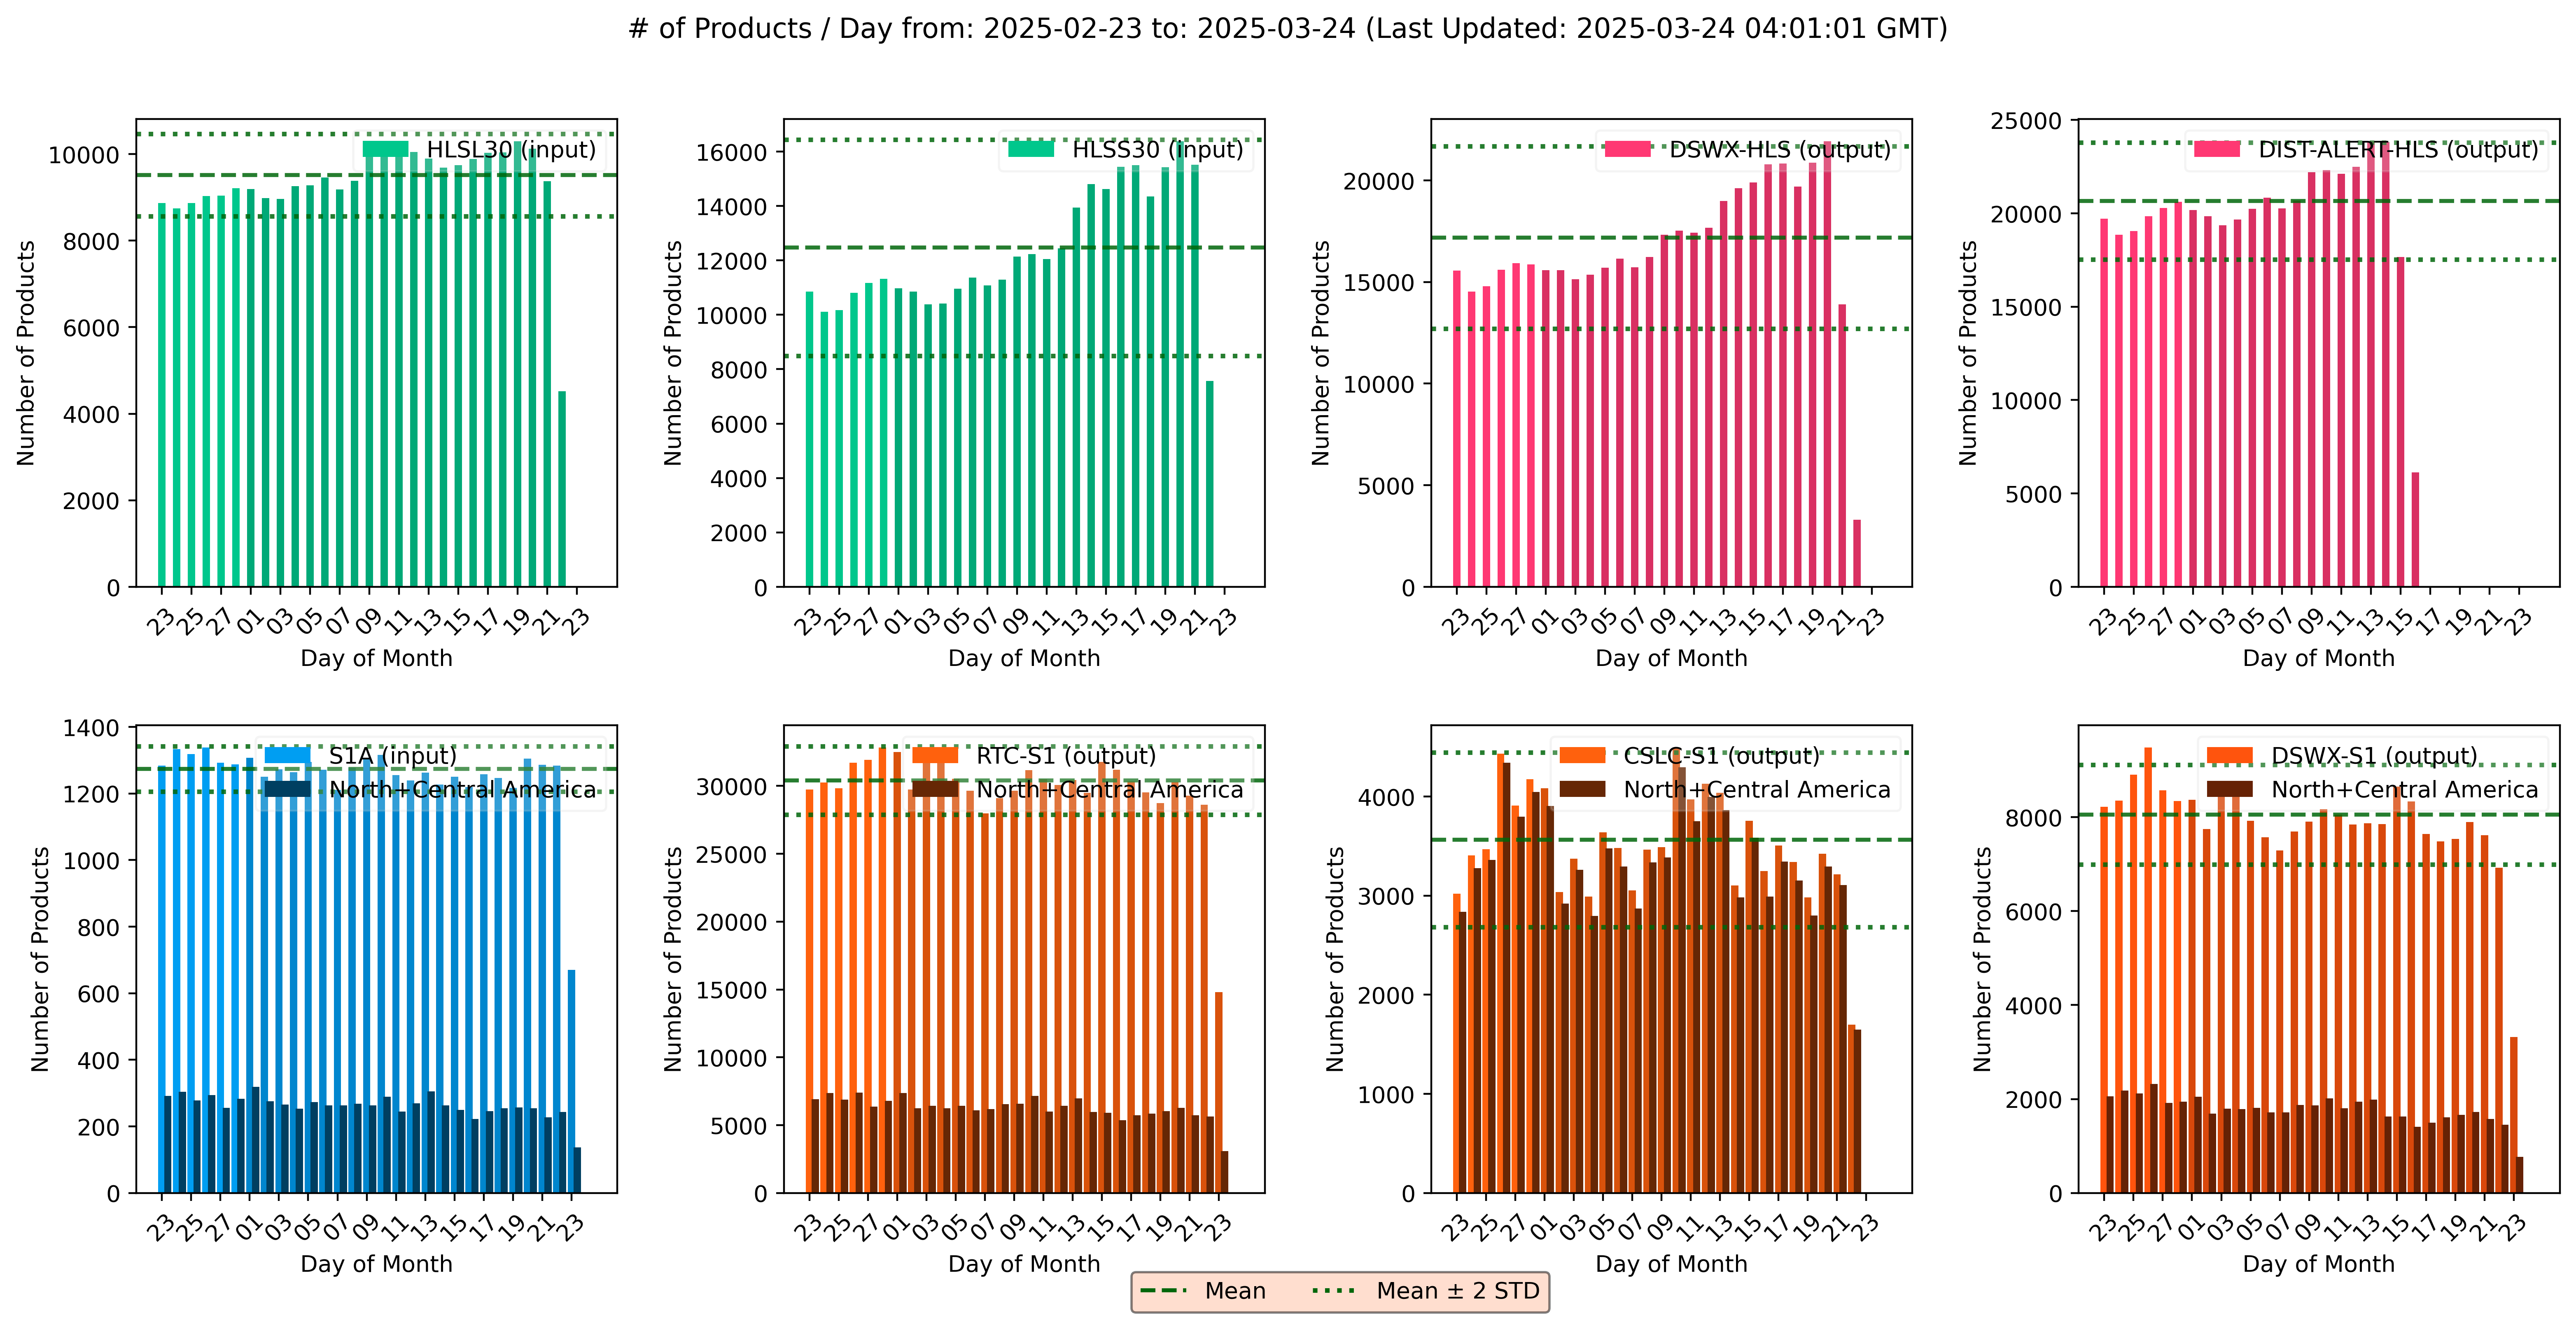 # of Products / Day from: 2025-02-23 to: 2025-03-24 (Last Updated: 2025-03-24 04:01:01 GMT)
HLSL30 (input)
Number of Products
10000
8000
6000
4000
2000
0
23 25 27 01 03 05 07 09 11 13 15 17 19 21 23
Day of Month
HLSS30 (input)
Number of Products
16000
14000
12000
10000
8000
6000
4000
2000
0
23 25 27 01 03 05 07 09 11 13 15 17 19 21 23
Day of Month
DSWX-HLS (output)
Number of Products
20000
15000
10000
5000
0
23 25 27 01 03 05 07 09 11 13 15 17 19 21 23
Day of Month
DIST-ALERT-HLS (output)
Number of Products
25000
20000
15000
10000
5000
0
23 25 27 01 03 05 07 09 11 13 15 17 19 21 23
Day of Month
S1A (input)
North+Central America
Number of Products
1400
1200
1000
800
600
400
200
0
23 25 27 01 03 05 07 09 11 13 15 17 19 21 23
Day of Month
RTC-S1 (output)
North+Central America
Number of Products
30000
25000
20000
15000
10000
5000
0
23 25 27 01 03 05 07 09 11 13 15 17 19 21 23
Day of Month
CSLC-S1 (output)
North+Central America
Number of Products
4000
3000
2000
1000
0
23 25 27 01 03 05 07 09 11 13 15 17 19 21 23
Day of Month
DSWX-S1 (output)
North+Central America
Number of Products
8000
6000
4000
2000
0
23 25 27 01 03 05 07 09 11 13 15 17 19 21 23
Day of Month
Mean
Mean ± 2 STD